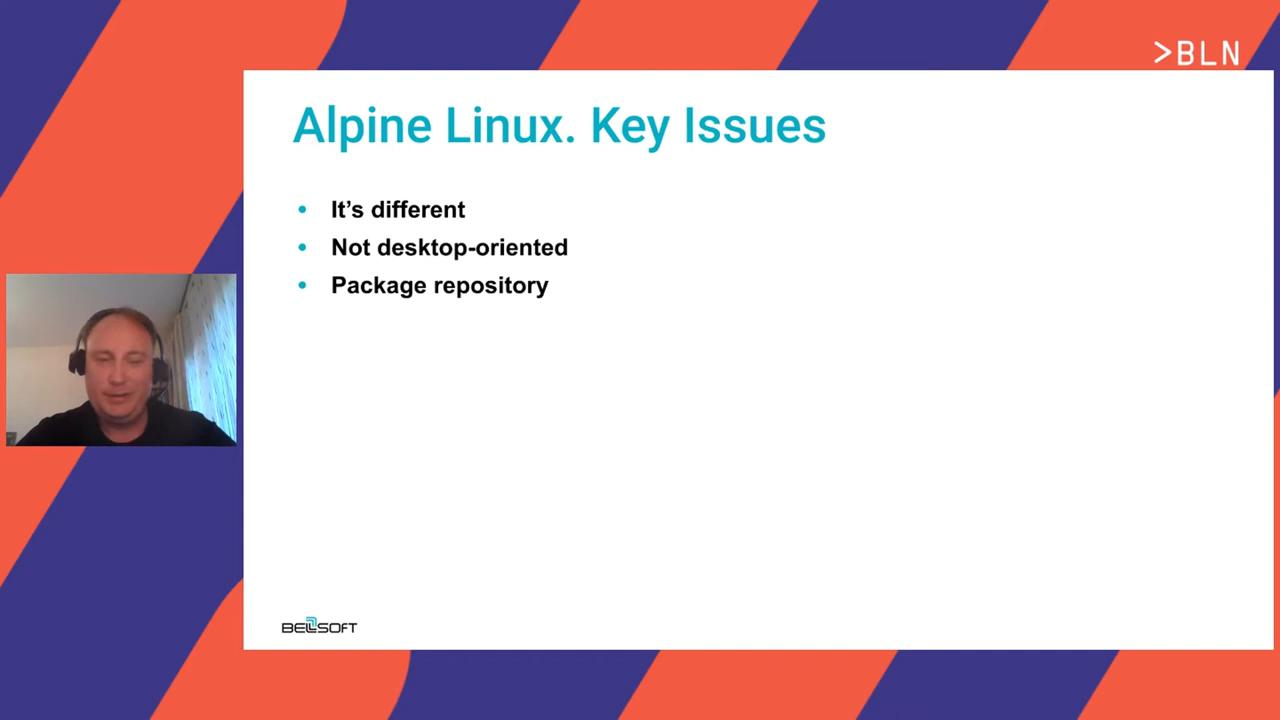 >BLN
Alpine Linux. Key Issues
• It’s different
• Not desktop-oriented
• Package repository
BELLSOFT